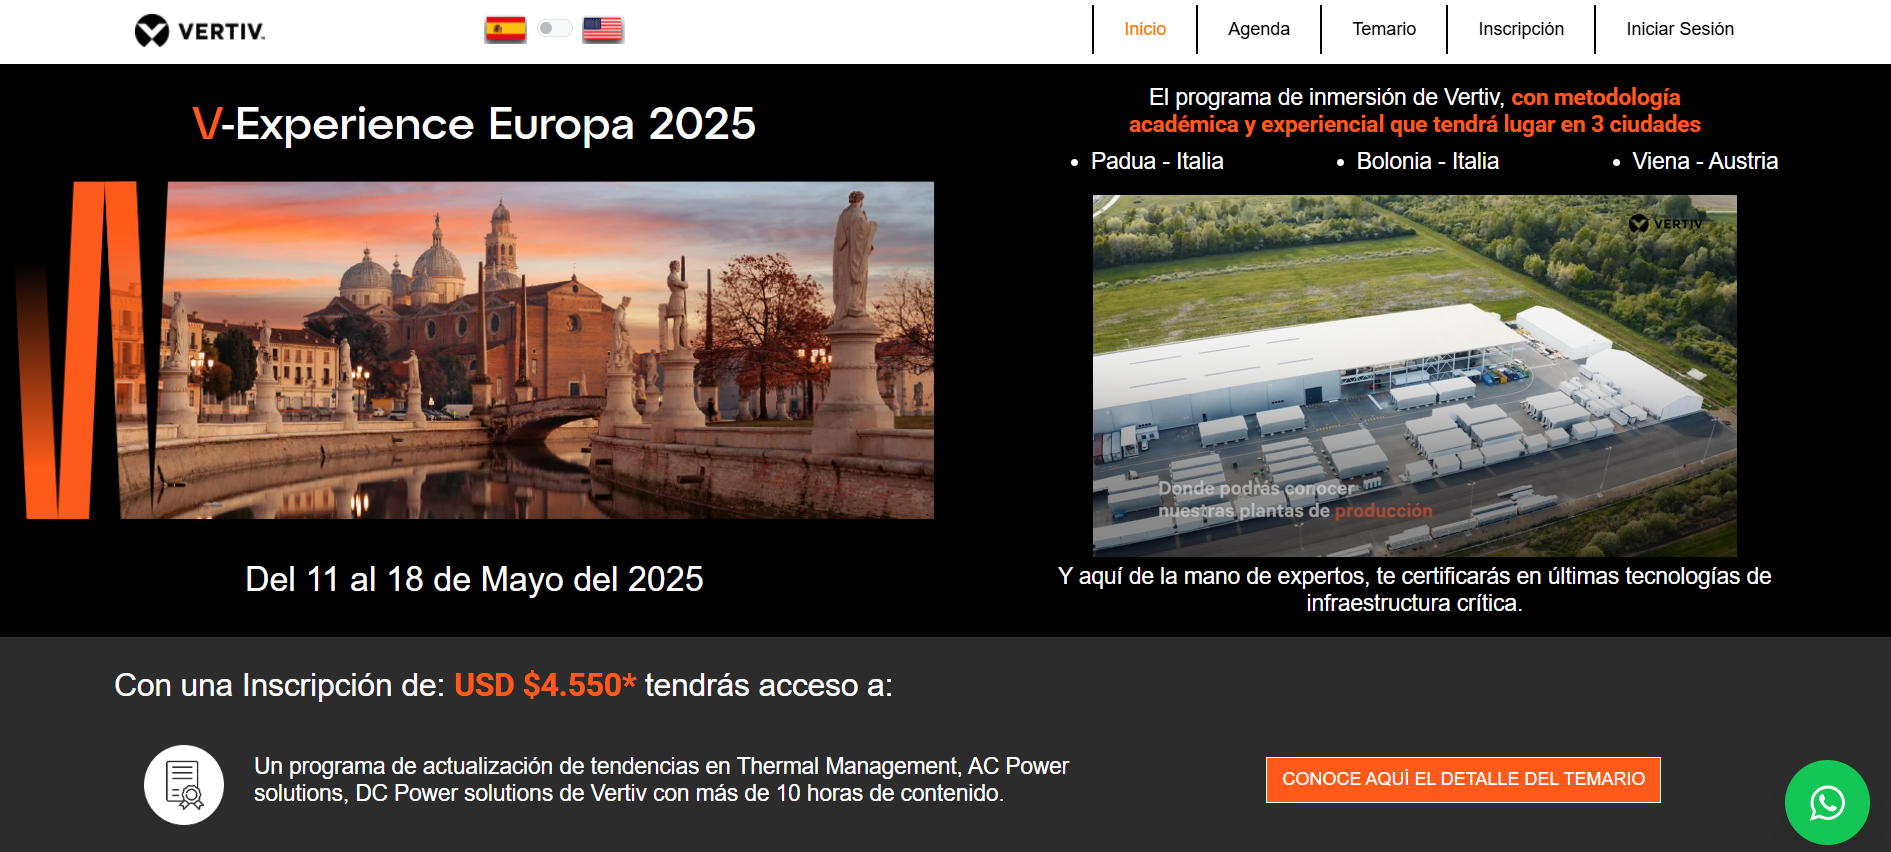 VERTIV™
Inicio
Agenda
Temario
Inscripción
Iniciar Sesión
V-Experience Europa 2025
Del 11 al 18 de Mayo del 2025
El programa de inmersión de Vertiv, con metodología
académica y experiencial que tendrá lugar en 3 ciudades
• Padua - Italia
• Bolonia - Italia
• Viena - Austria
VERTIV
Donde podrás conocer
nuestras plantas de producción
Y aquí de la mano de expertos, te certificarás en últimas tecnologías de
infraestructura crítica.
Con una Inscripción de: USD $4.550* tendrás acceso a:
Un programa de actualización de tendencias en Thermal Management, AC Power
solutions, DC Power solutions de Vertiv con más de 10 horas de contenido.
CONOCE AQUÍ EL DETALLE DEL TEMARIO